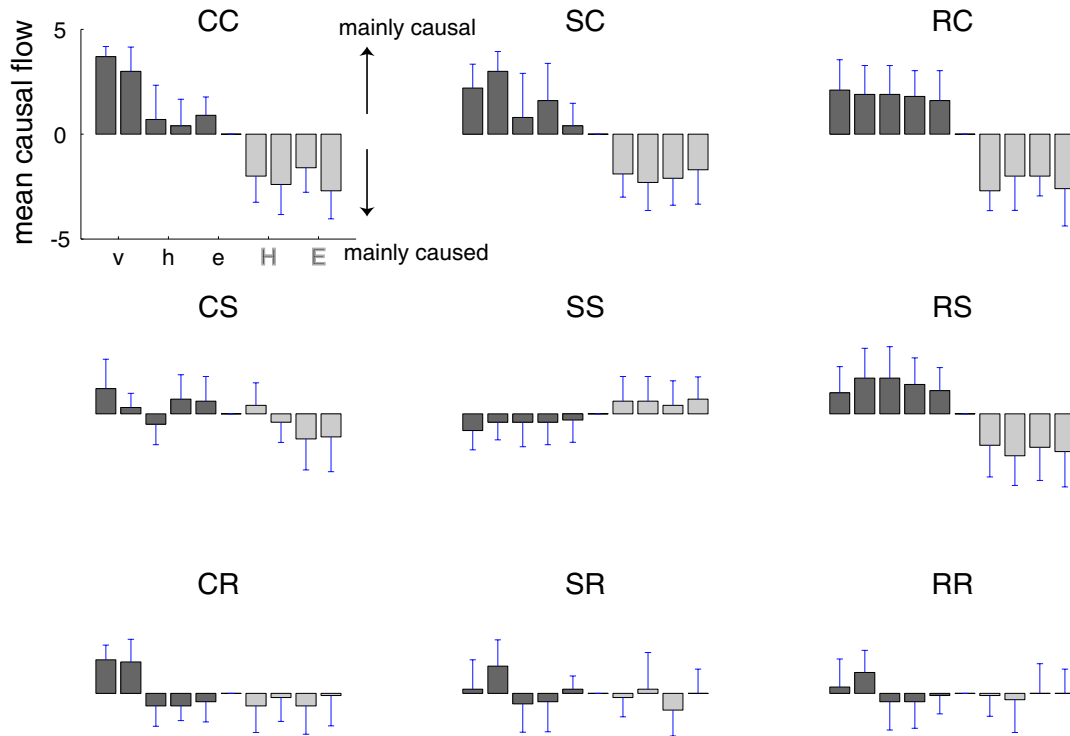 CC
SC
RC
5
0
-5
mean causal flow
mainly causal
mainly caused
v h e H E
CS
SS
RS
CR
SR
RR